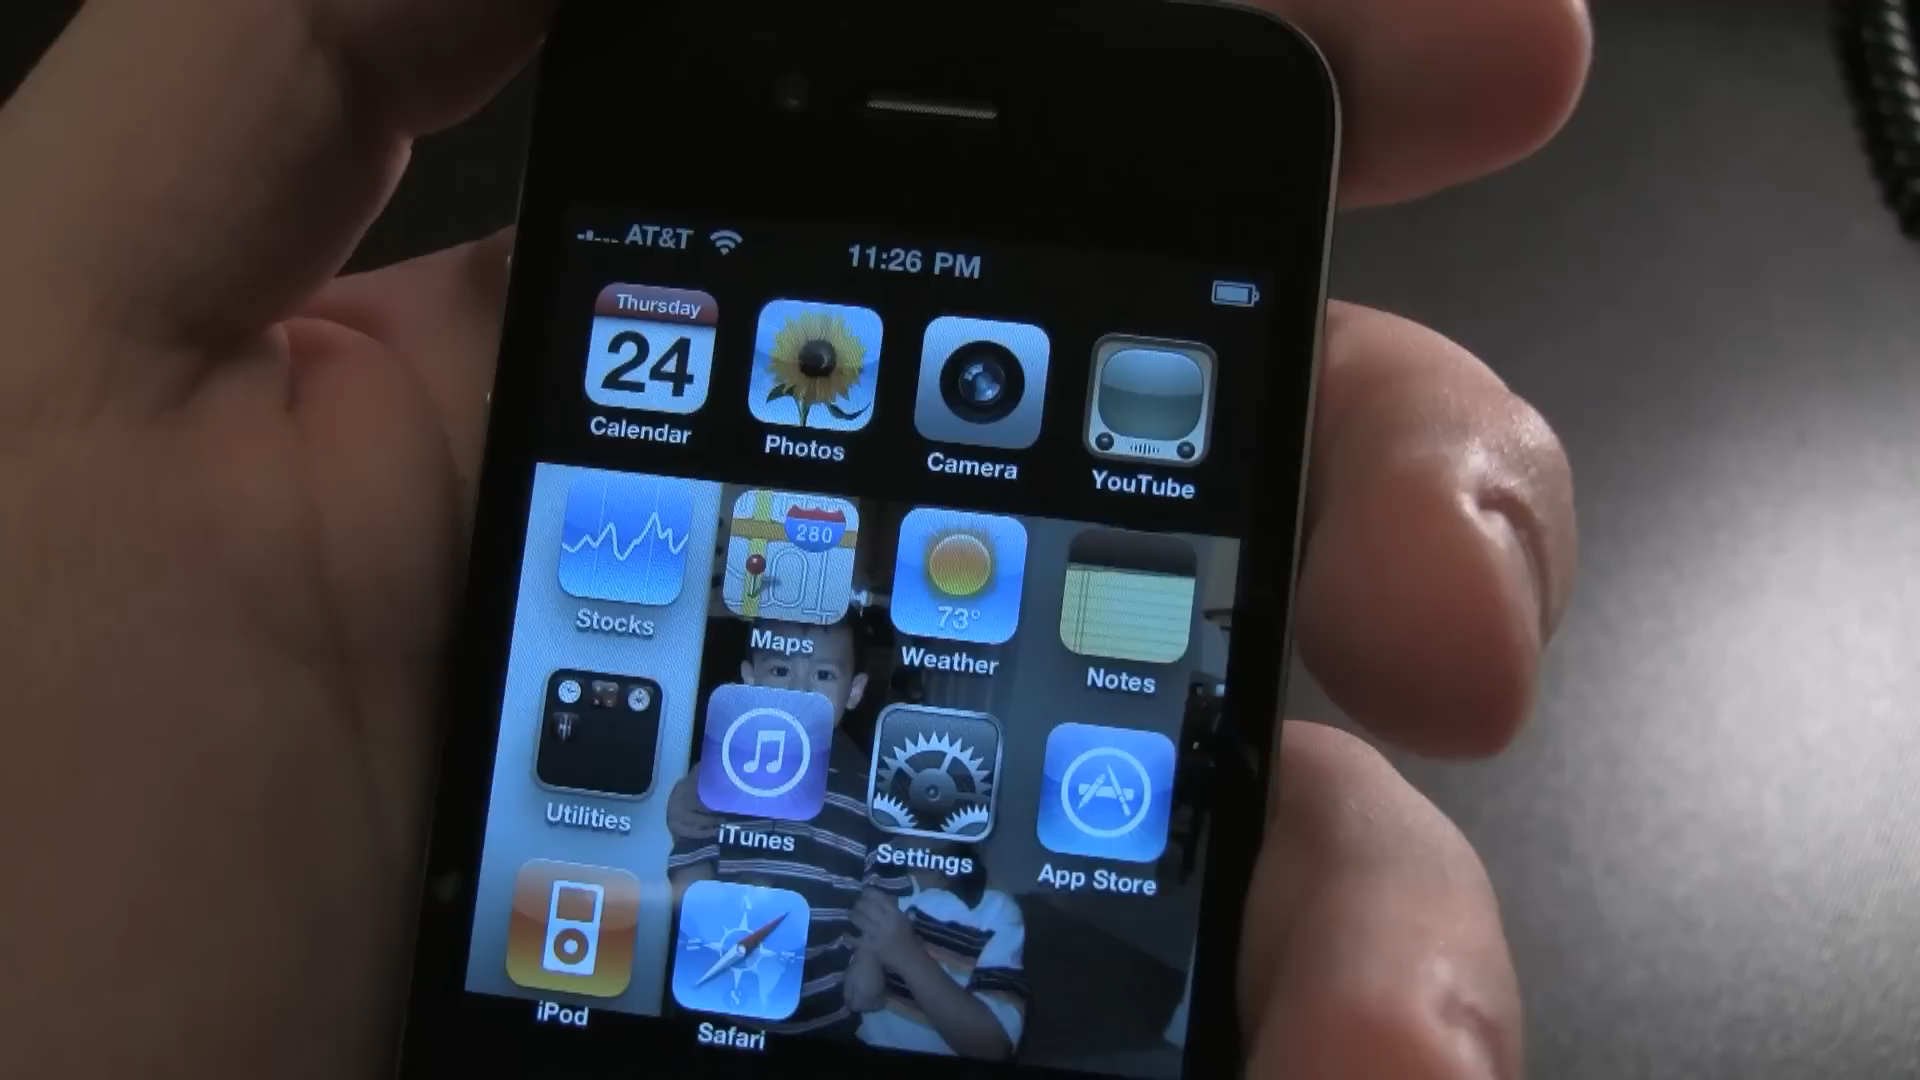 AT&T 11:26 PM
Thursday
24
Calendar Photos Camera YouTube
280
73°
Stocks Maps Weather Notes
Utilities iTunes Settings App Store
N
S
iPod Safari